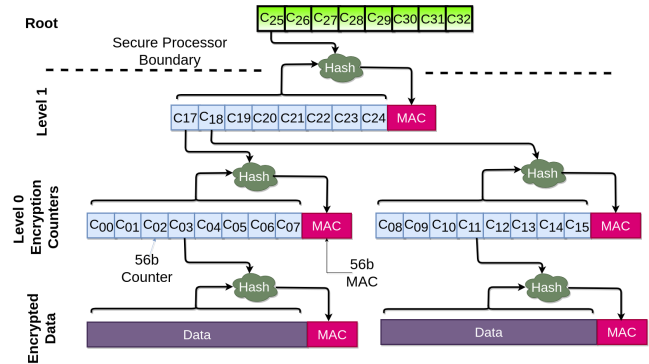 Root
C25 C26 C27 C28 C29 C30 C31 C32
Secure Processor
Boundary
Hash
Level 1
C17 C18 C19 C20 C21 C22 C23 C24 MAC
Hash
Hash
Level 0
Encryption
Counters
C00 C01 C02 C03 C04 C05 C06 C07 MAC
C08 C09 C10 C11 C12 C13 C14 C15 MAC
56b
Counter
56b
MAC
Hash
Hash
Encrypted
Data
Data MAC
Data MAC